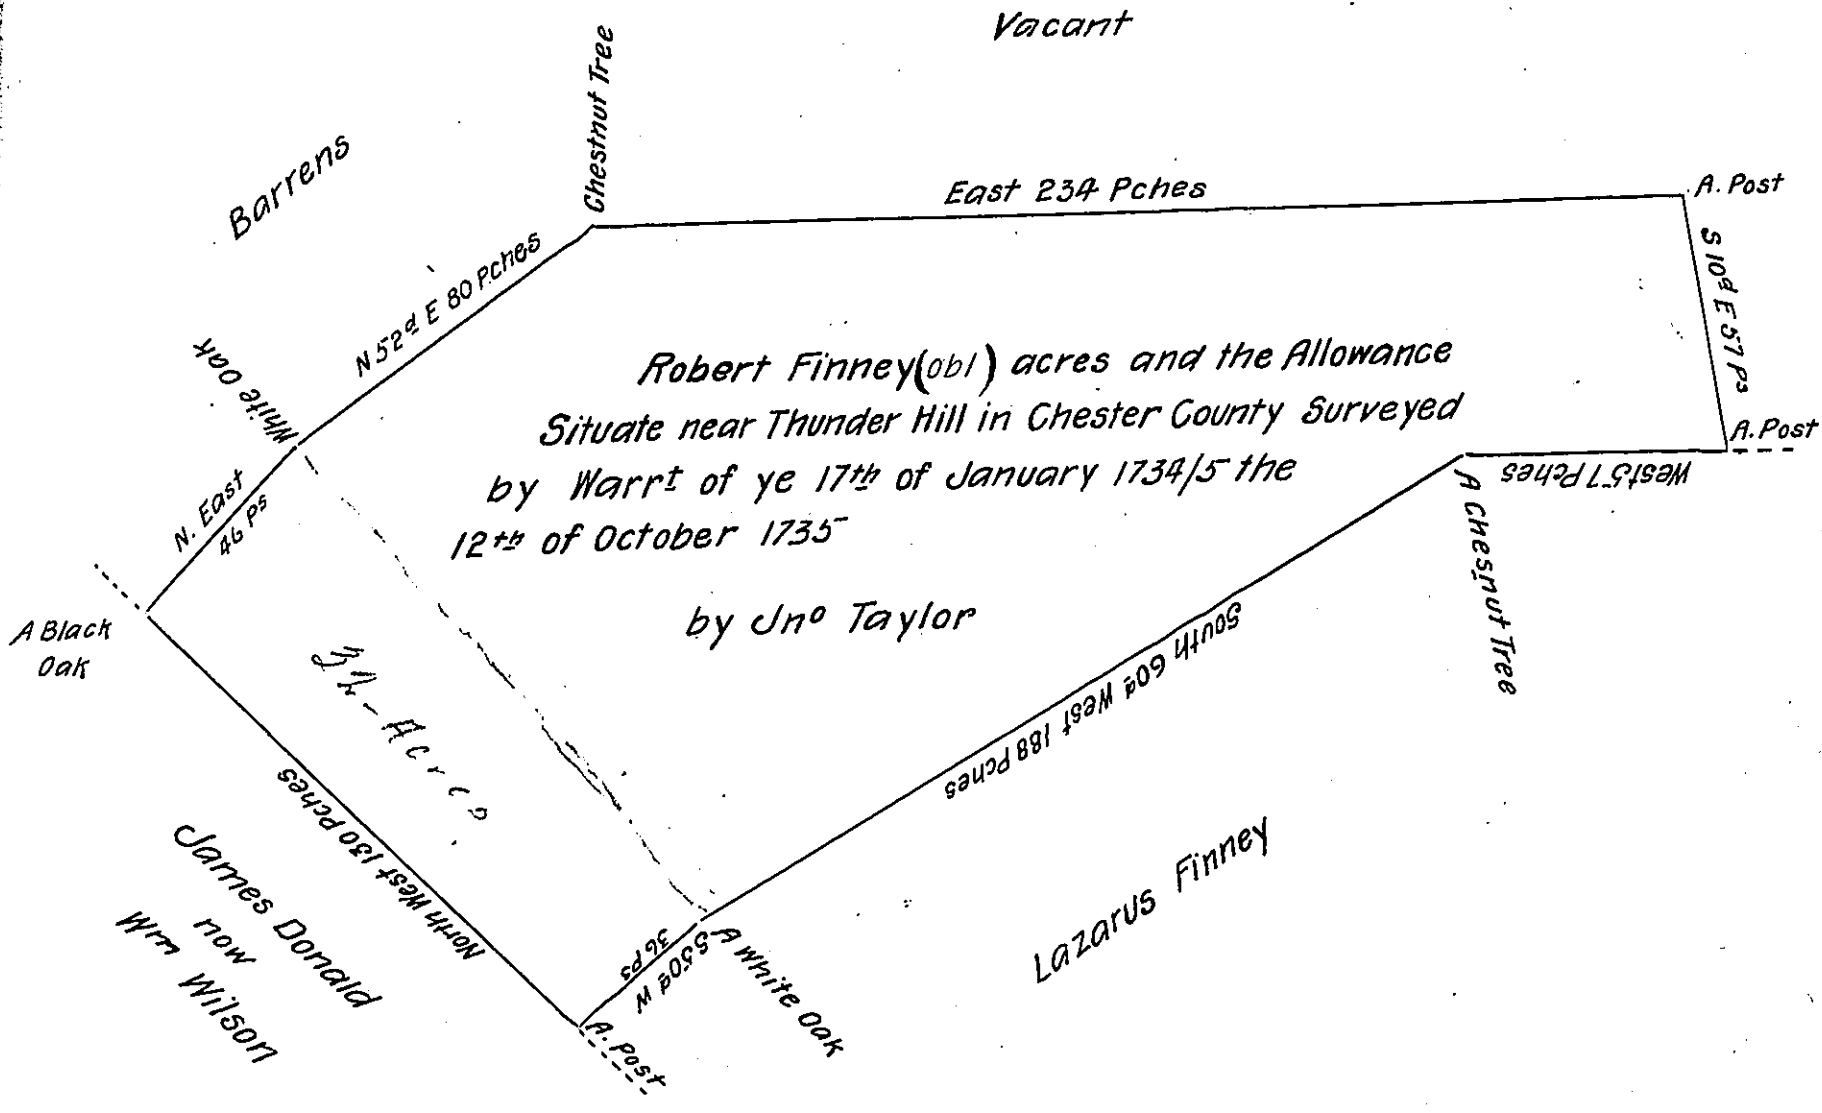 Vacant
Chestnut Tree
Barrens
East 234 Pches
A. Post
N 52d E 80 Pches
S 10d E 57 Ps
White Oak
Robert Finney (obl) acres and the Allowance
Situate near Thunder Hill in Chester County Surveyed
by Warrt of ye 17th of January 1734/5 the
12th of October 1735
by Jno Taylor
A. Post
West 57 Pches
A Chesnut Tree
N. East
46 Ps
A Black
Oak
Acres
South 60d West 188 Pches
North West 130 Pches
James Donald
now
Wm Wilson
S 50d W
36 Ps
A White Oak
A. Post
Lazarus Finney